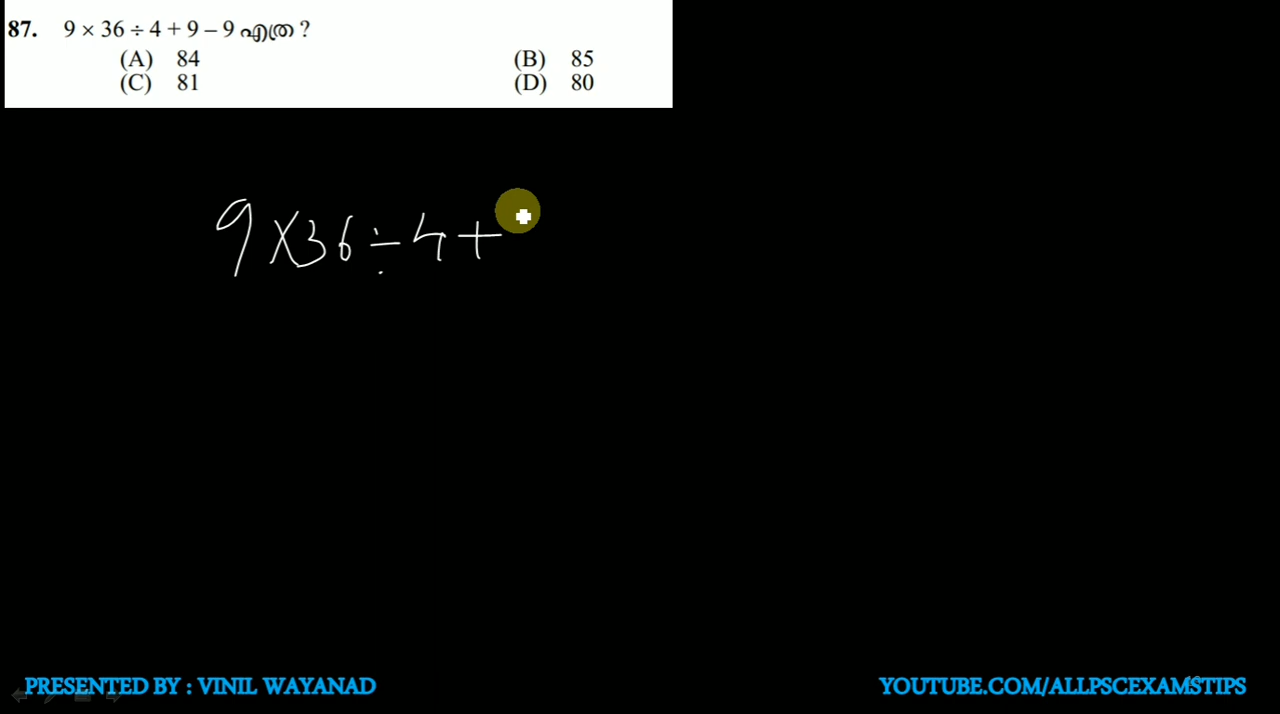 87. 9 × 36 ÷ 4 + 9 – 9 എത്ര ?
(A) 84 (B) 85
(C) 81 (D) 80
9 × 36 ÷ 4 +
PRESENTED BY : VINIL WAYANAD YOUTUBE.COM/ALLPSCEXAMSTIPS